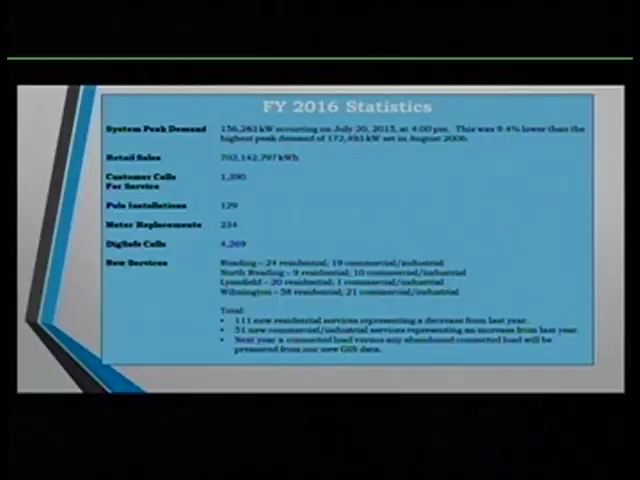 FY 2016 Statistics
System Peak Demand 156,282 kW occurring on July 20, 2015, at 4:00 pm. This was 9.4% lower than the
highest peak demand of 172,493 kW set in August 2006.
Retail Sales 702,142,797 kWh
Customer Calls 1,390
For Service
Pole Installations 129
Meter Replacements 234
DigSafe Calls 4,269
New Services Reading – 24 residential; 19 commercial/industrial
North Reading – 9 residential; 10 commercial/industrial
Lynnfield – 20 residential; 1 commercial/industrial
Wilmington – 58 residential; 21 commercial/industrial
Total:
• 111 new residential services representing a decrease from last year.
• 51 new commercial/industrial services representing an increase from last year.
• Next year a connected load versus any abandoned connected load will be
presented from our new GIS data.